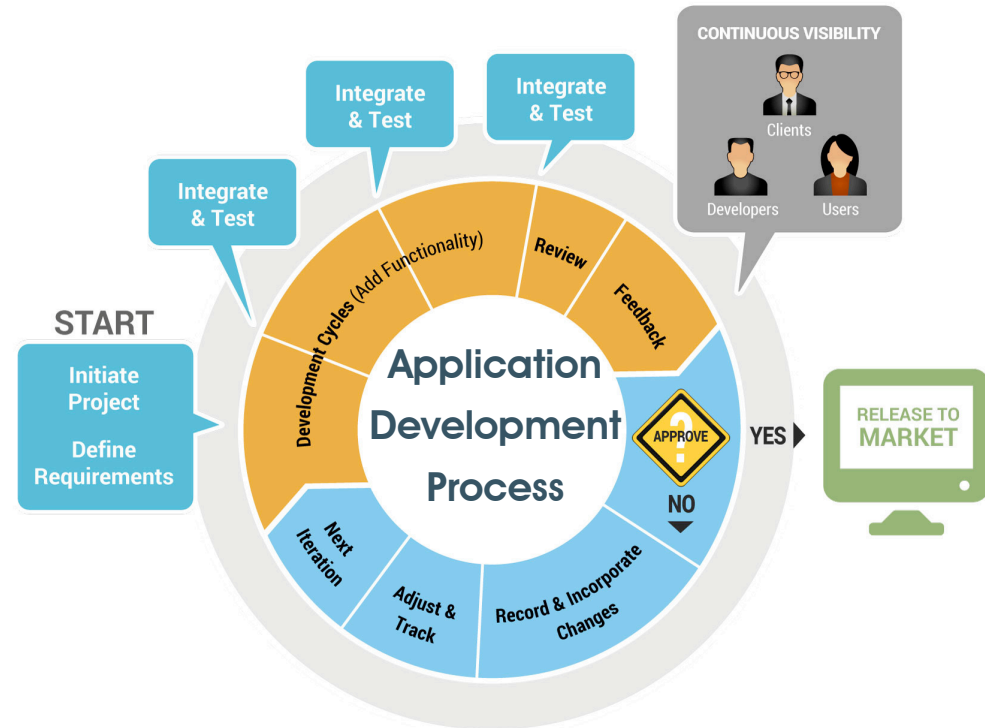 CONTINUOUS VISIBILITY
Clients
Developers
Users
Integrate
& Test
Integrate
& Test
Integrate
& Test
START
Initiate
Project
Define
Requirements
Development Cycles (Add Functionality)
Review
Feedback
Application
Development
Process
?
APPROVE
YES
NO
RELEASE TO
MARKET
Record & Incorporate
Changes
Adjust &
Track
Next
Iteration